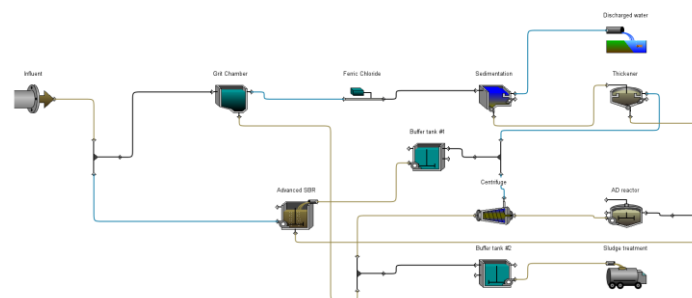 Discharged water
Influent
Grit Chamber
Ferric Chloride
Sedimentation
Thickener
Buffer tank #1
Advanced SBR
Centrifuge
AD reactor
Buffer tank #2
Sludge treatment